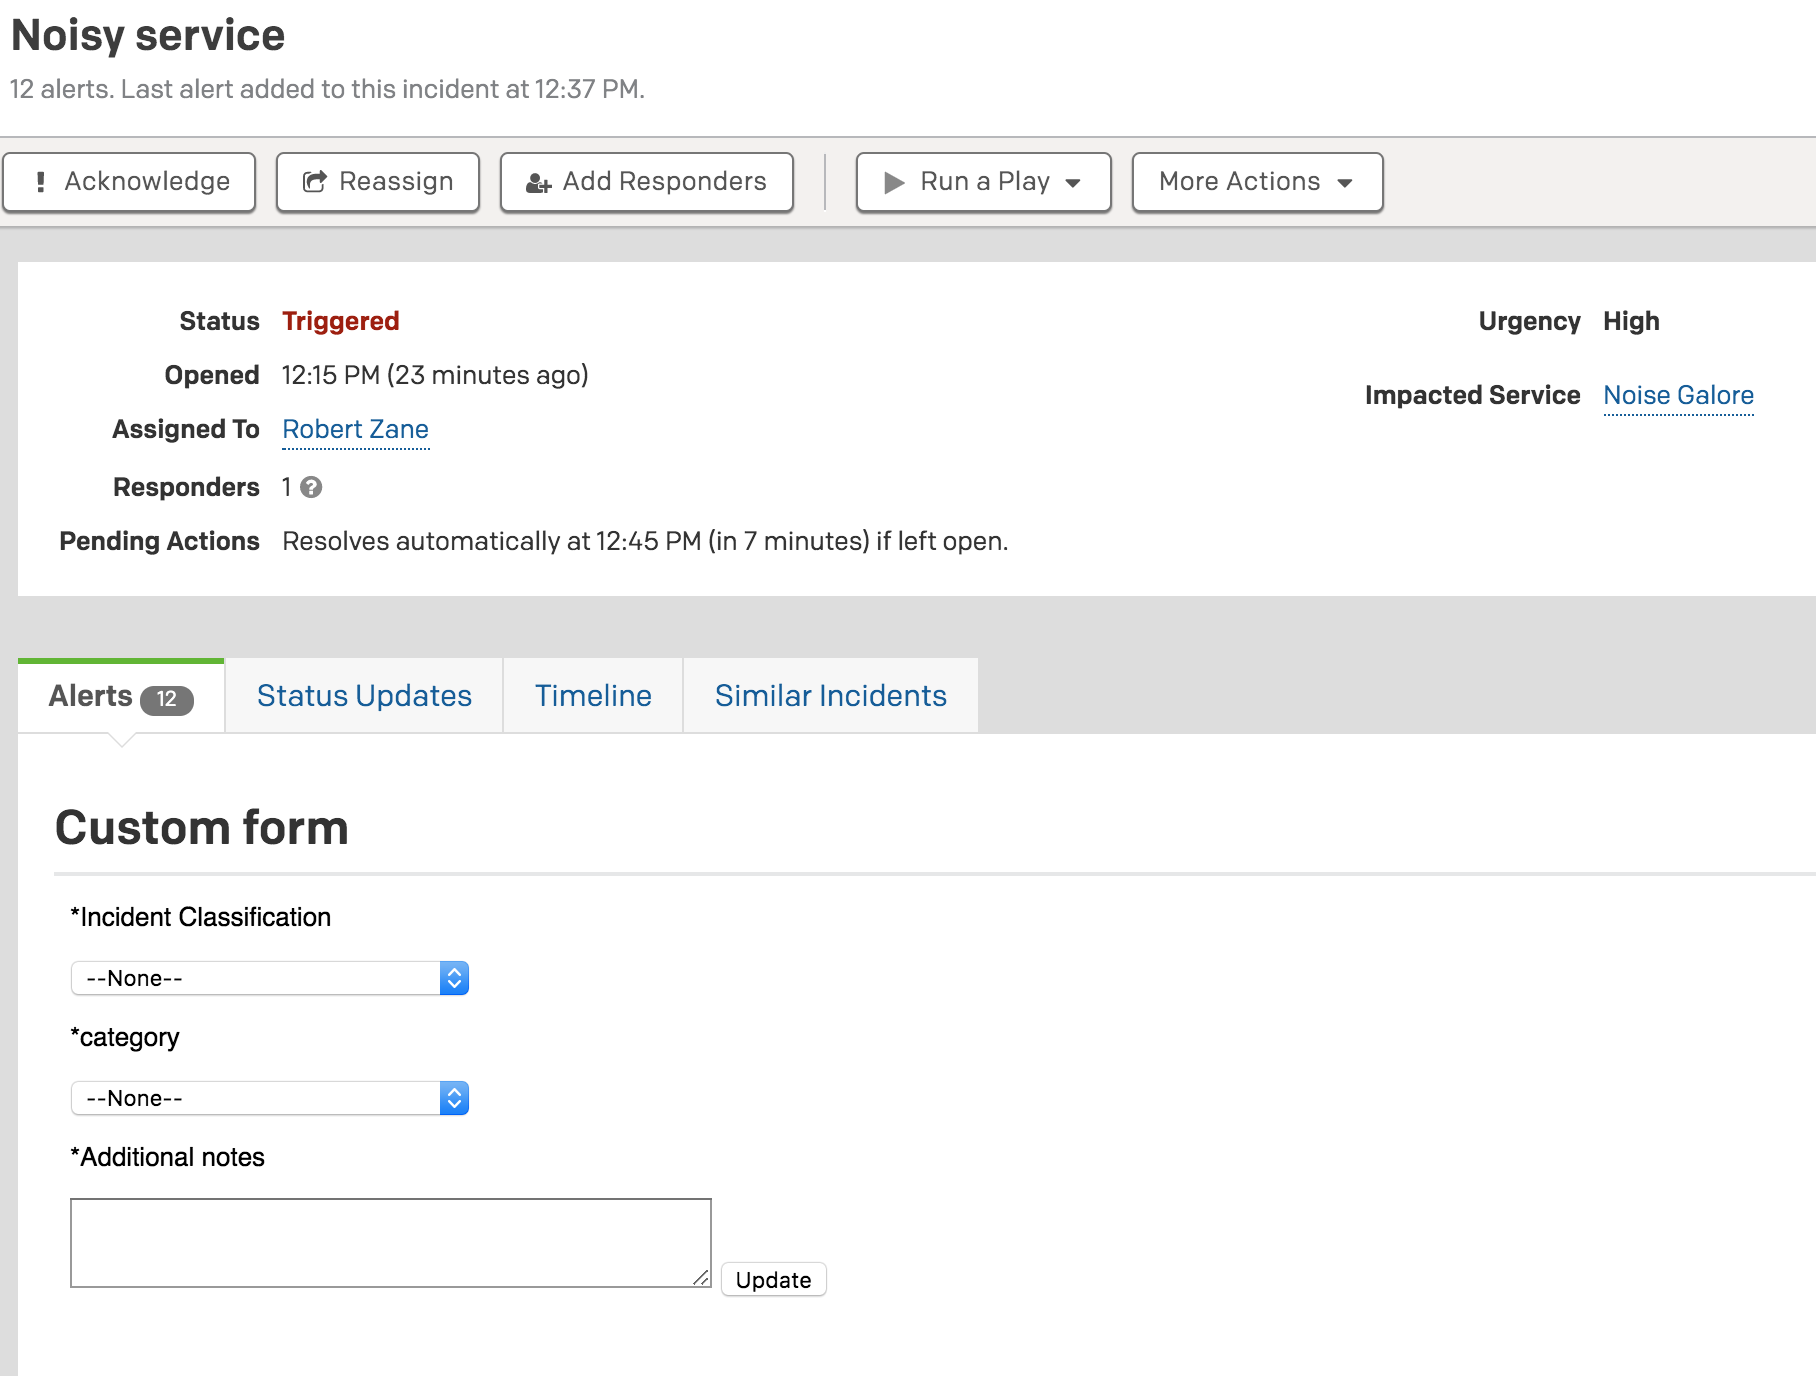 Noisy service
12 alerts. Last alert added to this incident at 12:37 PM.
Acknowledge Reassign Add Responders Run a Play More Actions
Status Triggered Urgency High
Opened 12:15 PM (23 minutes ago)
Impacted Service Noise Galore
Assigned To Robert Zane
Responders 1 ?
Pending Actions Resolves automatically at 12:45 PM (in 7 minutes) if left open.
Alerts 12 Status Updates Timeline Similar Incidents
Custom form
*Incident Classification
--None--
*category
--None--
*Additional notes
Update